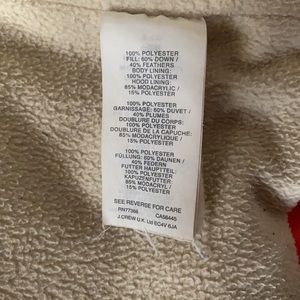 100% POLYESTER
FILL: 60% DOWN /
40% FEATHERS
BODY LINING:
100% POLYESTER
HOOD LINING:
85% MODACRYLIC /
15% POLYESTER
100% POLYESTER
GARNISSAGE: 60% DUVET /
40% PLUMES
DOUBLURE DU CORPS:
100% POLYESTER
DOUBLURE DE LA CAPUCHE:
85% MODACRYLIQUE /
15% POLYESTER
100% POLYESTER
FÜLLUNG: 60% DAUNEN /
40% FEDERN
FUTTER HAUPTTEIL:
100% POLYESTER
KAPUZENFUTTER:
85% MODACRYL /
15% POLYESTER
SEE REVERSE FOR CARE
RN77388 CA56445
J.CREW U.K. Ltd EC4V 6JA